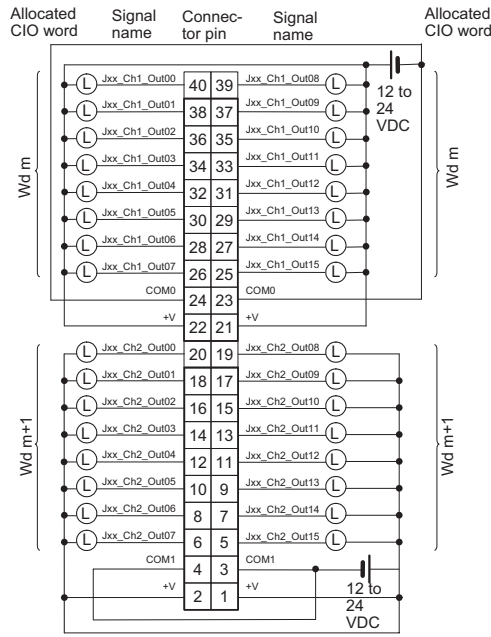 Allocated CIO word Signal name Connec-tor pin Signal name Allocated CIO word
12 to 24 VDC
Wd m
Wd m
Jxx_Ch1_Out00 40 39 Jxx_Ch1_Out08
L L
Jxx_Ch1_Out01 38 37 Jxx_Ch1_Out09
L L
Jxx_Ch1_Out02 36 35 Jxx_Ch1_Out10
L L
Jxx_Ch1_Out03 34 33 Jxx_Ch1_Out11
L L
Jxx_Ch1_Out04 32 31 Jxx_Ch1_Out12
L L
Jxx_Ch1_Out05 30 29 Jxx_Ch1_Out13
L L
Jxx_Ch1_Out06 28 27 Jxx_Ch1_Out14
L L
Jxx_Ch1_Out07 26 25 Jxx_Ch1_Out15
L L
COM0 24 23 COM0
+V 22 21 +V
Wd m+1
Wd m+1
Jxx_Ch2_Out00 20 19 Jxx_Ch2_Out08
L L
Jxx_Ch2_Out01 18 17 Jxx_Ch2_Out09
L L
Jxx_Ch2_Out02 16 15 Jxx_Ch2_Out10
L L
Jxx_Ch2_Out03 14 13 Jxx_Ch2_Out11
L L
Jxx_Ch2_Out04 12 11 Jxx_Ch2_Out12
L L
Jxx_Ch2_Out05 10 9 Jxx_Ch2_Out13
L L
Jxx_Ch2_Out06 8 7 Jxx_Ch2_Out14
L L
Jxx_Ch2_Out07 6 5 Jxx_Ch2_Out15
L L
COM1 4 3 COM1
+V 2 1 +V
12 to 24 VDC